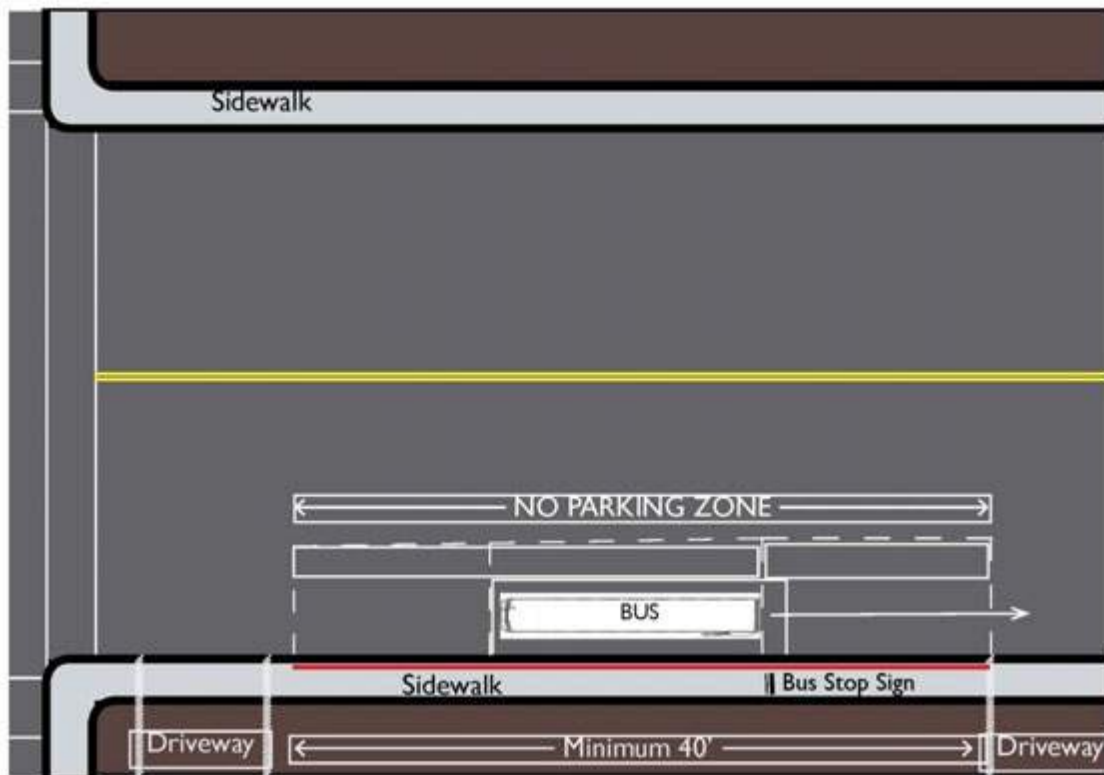 Sidewalk
NO PARKING ZONE
BUS
Sidewalk
Bus Stop Sign
Driveway
Minimum 40'
Driveway